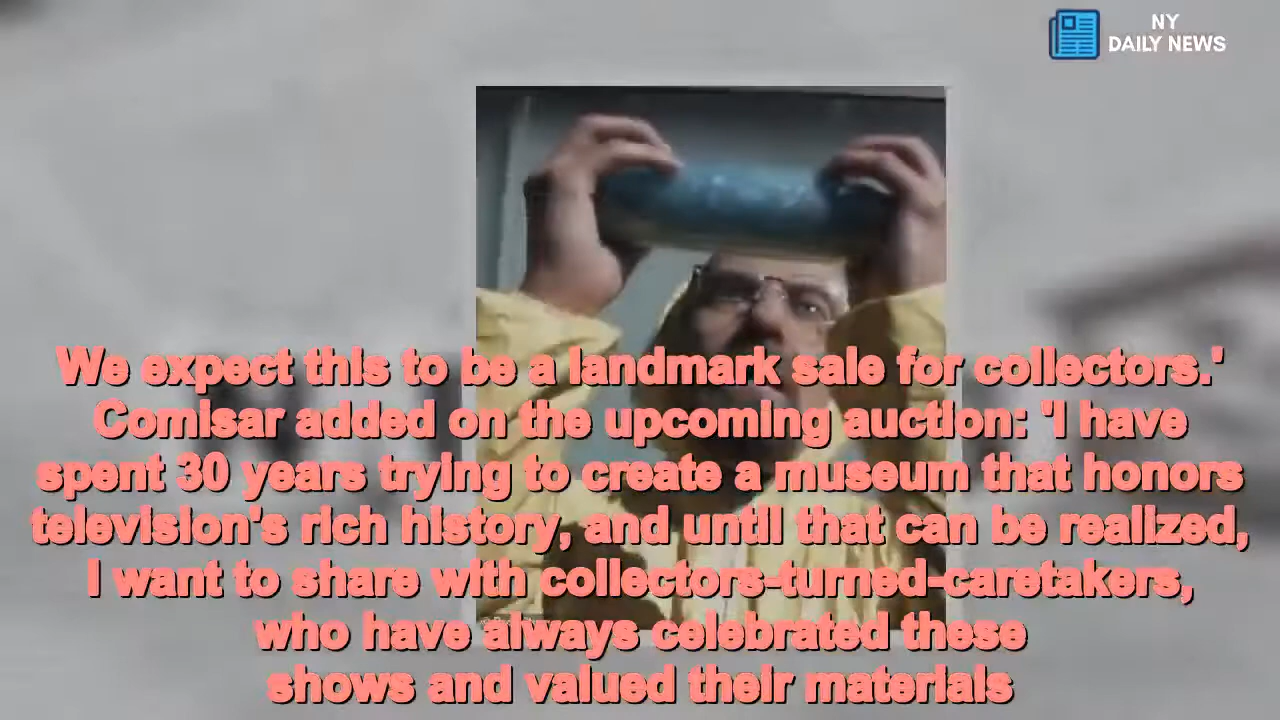 NY
DAILY NEWS
We expect this to be a landmark sale for collectors.'
Comisar added on the upcoming auction: 'I have
spent 30 years trying to create a museum that honors
television's rich history, and until that can be realized,
I want to share with collectors-turned-caretakers,
who have always celebrated these
shows and valued their materials